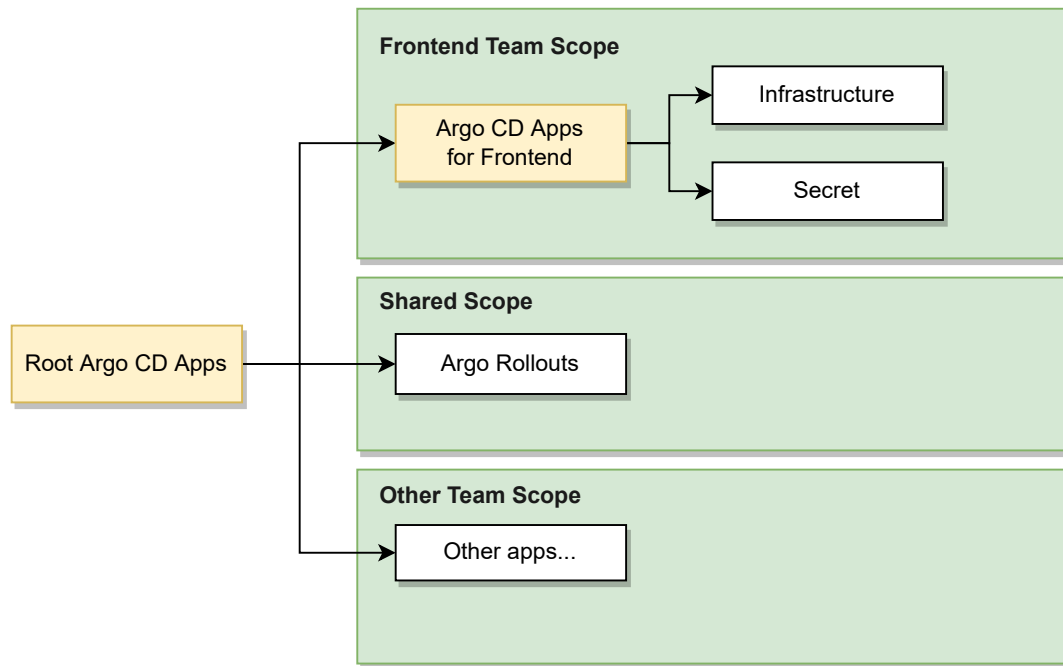 Frontend Team Scope
Infrastructure
Argo CD Apps
for Frontend
Secret
Shared Scope
Root Argo CD Apps
Argo Rollouts
Other Team Scope
Other apps...